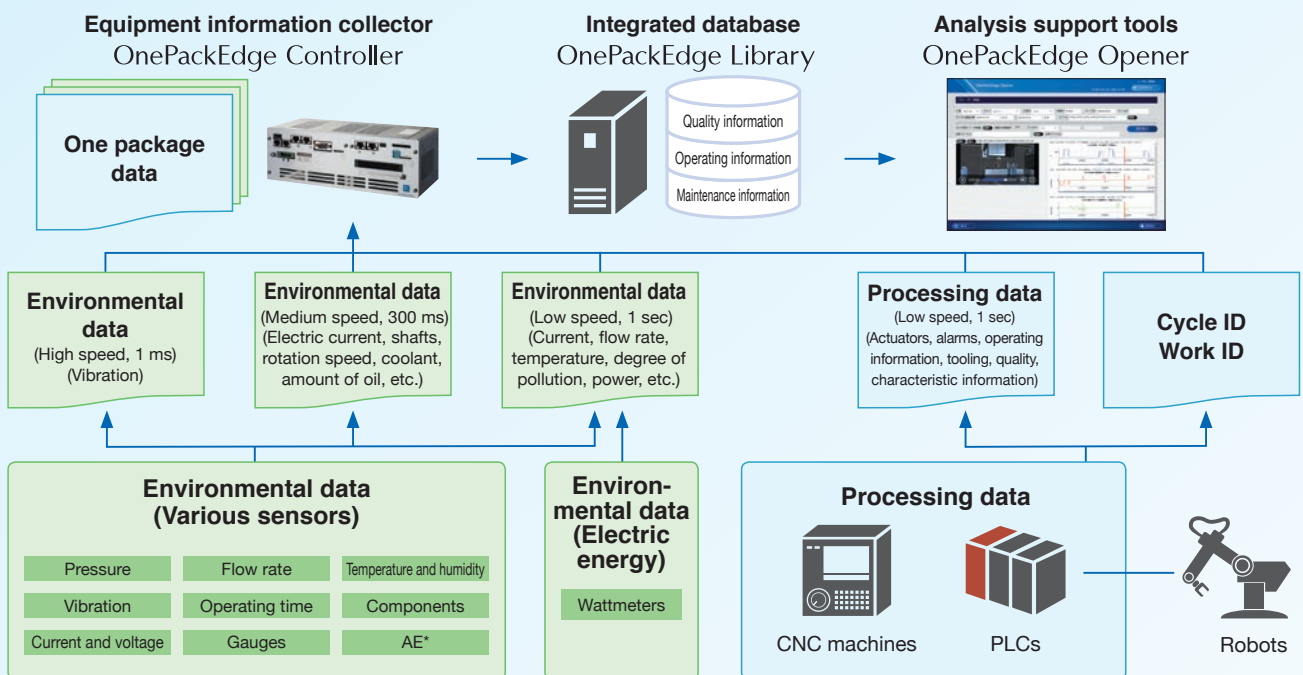 Equipment information collector
OnePackEdge Controller
Integrated database
OnePackEdge Library
Analysis support tools
OnePackEdge Opener
One package
data
Quality information
Operating information
Maintenance information
Environmental
data
(High speed, 1 ms)
(Vibration)
Environmental data
(Medium speed, 300 ms)
(Electric current, shafts,
rotation speed, coolant,
amount of oil, etc.)
Environmental data
(Low speed, 1 sec)
(Current, flow rate,
temperature, degree of
pollution, power, etc.)
Processing data
(Low speed, 1 sec)
(Actuators, alarms, operating
information, tooling, quality,
characteristic information)
Cycle ID
Work ID
Environmental data
(Various sensors)
Pressure
Flow rate
Temperature and humidity
Vibration
Operating time
Components
Current and voltage
Gauges
AE*
Environ-
mental data
(Electric
energy)
Wattmeters
Processing data
CNC machines
PLCs
Robots